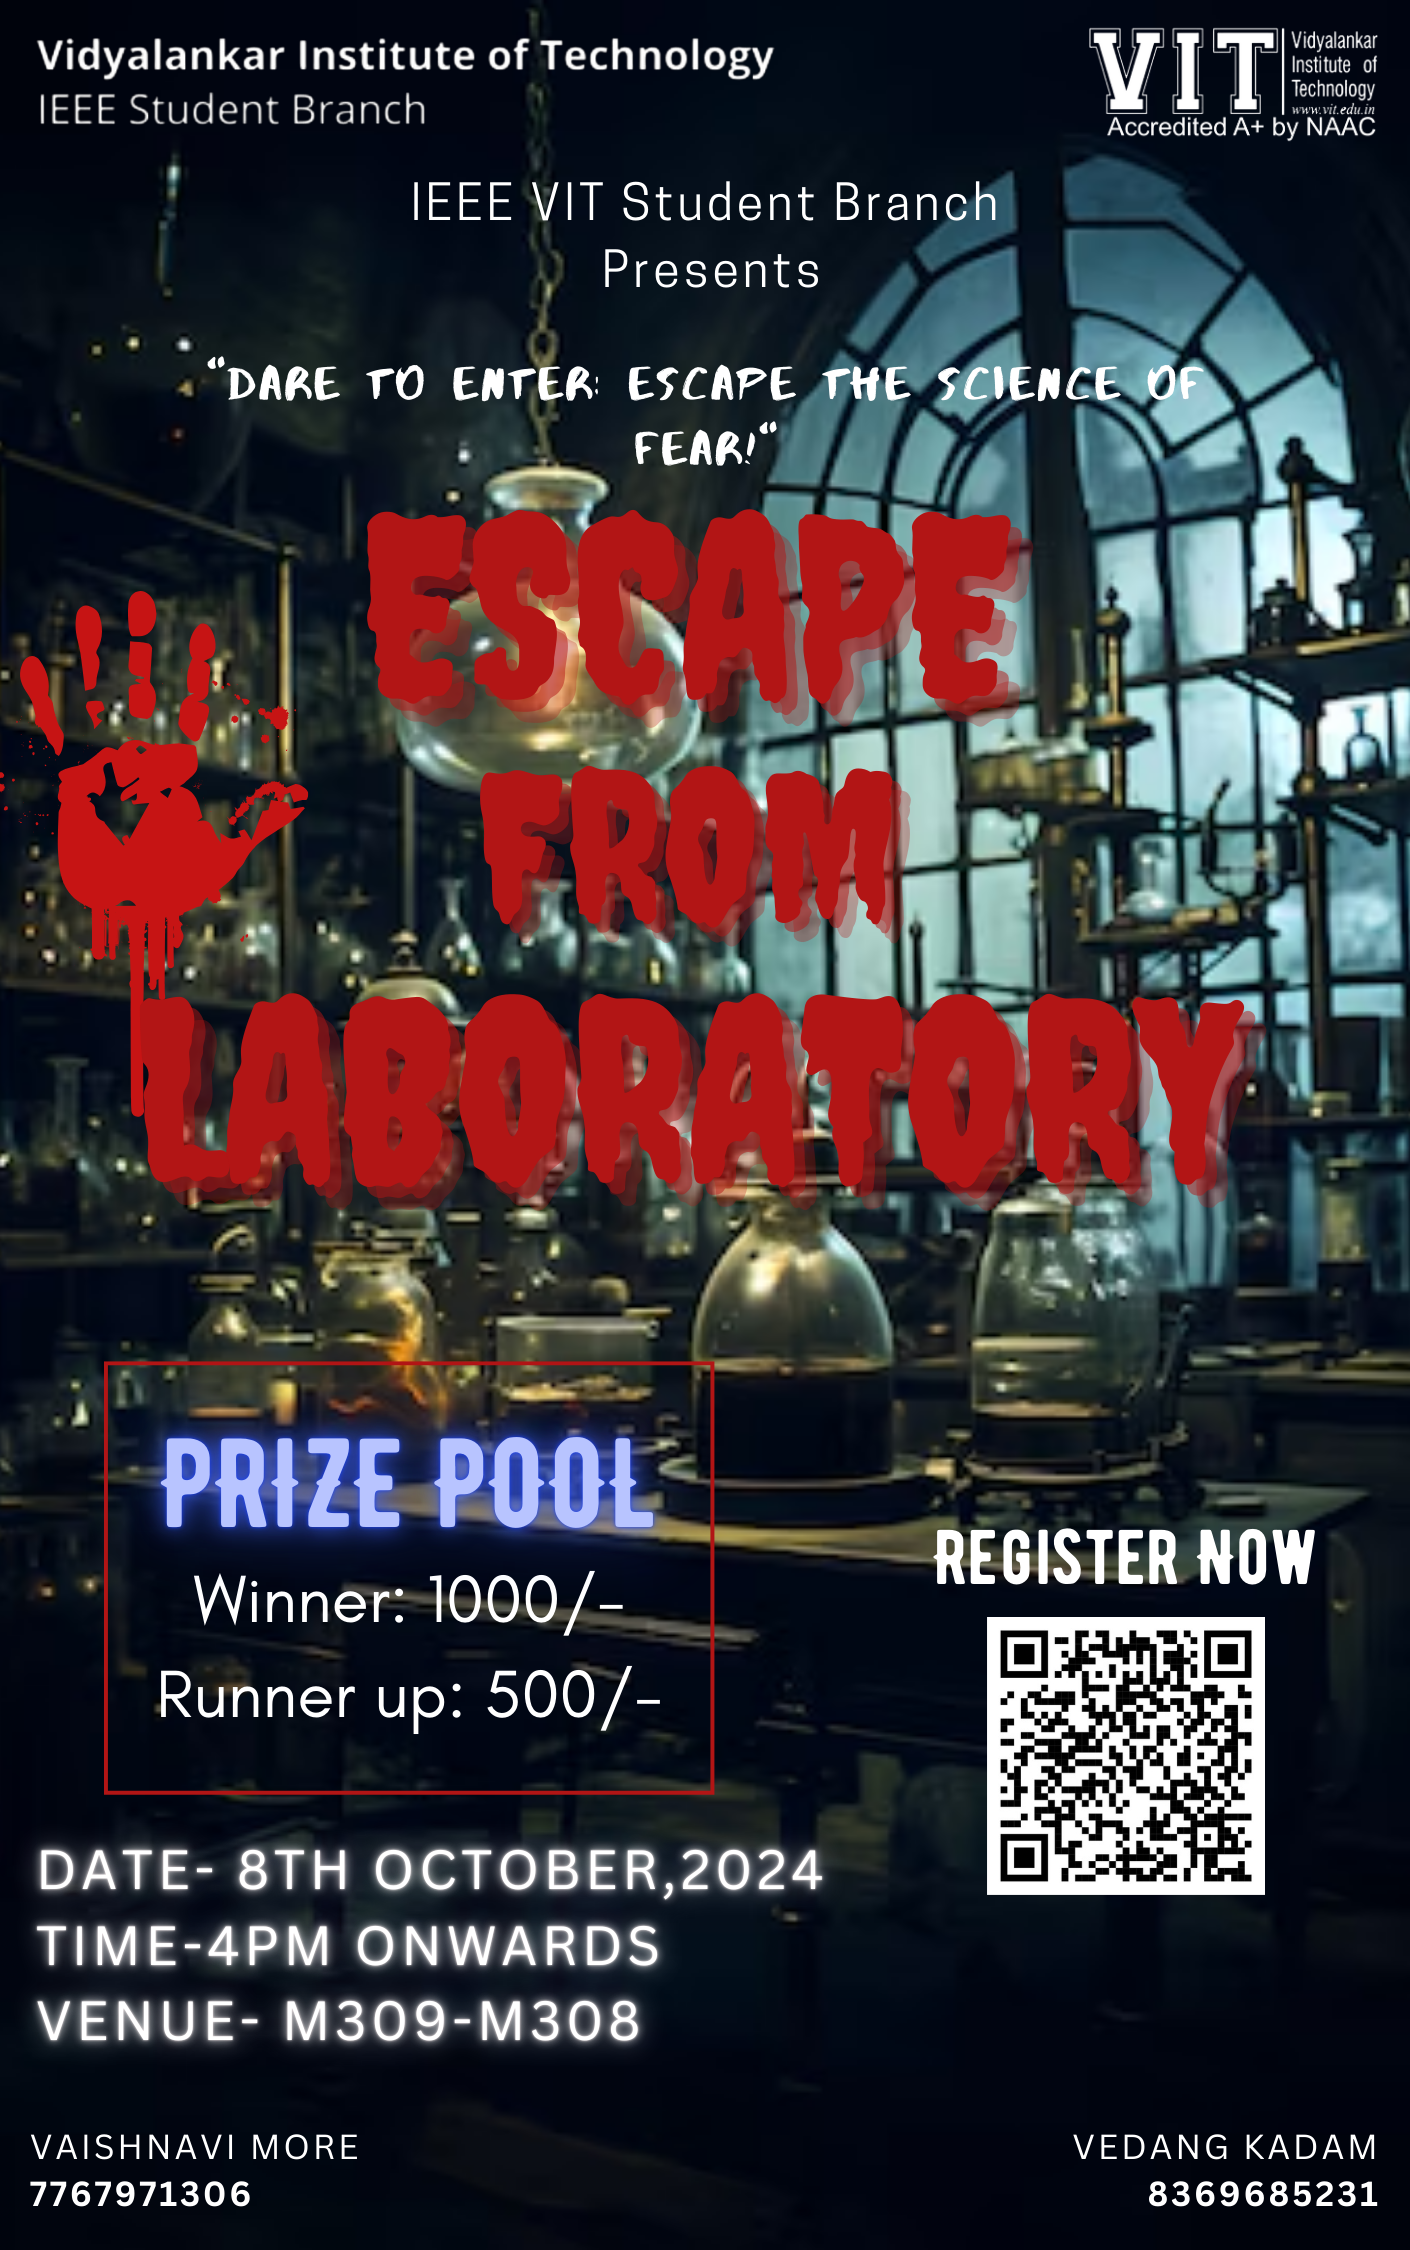 Vidyalankar Institute of Technology
IEEE Student Branch
VIT
Vidyalankar
Institute of
Technology
www.vit.edu.in
Accredited A+ by NAAC
IEEE VIT Student Branch
Presents
“DARE TO ENTER: ESCAPE THE SCIENCE OF
FEAR!“
ESCAPE
FROM
LABORATORY
PRIZE POOL
Winner: 1000/-
Runner up: 500/-
REGISTER NOW
DATE- 8TH OCTOBER,2024
TIME-4PM ONWARDS
VENUE- M309-M308
VAISHNAVI MORE
7767971306
VEDANG KADAM
8369685231